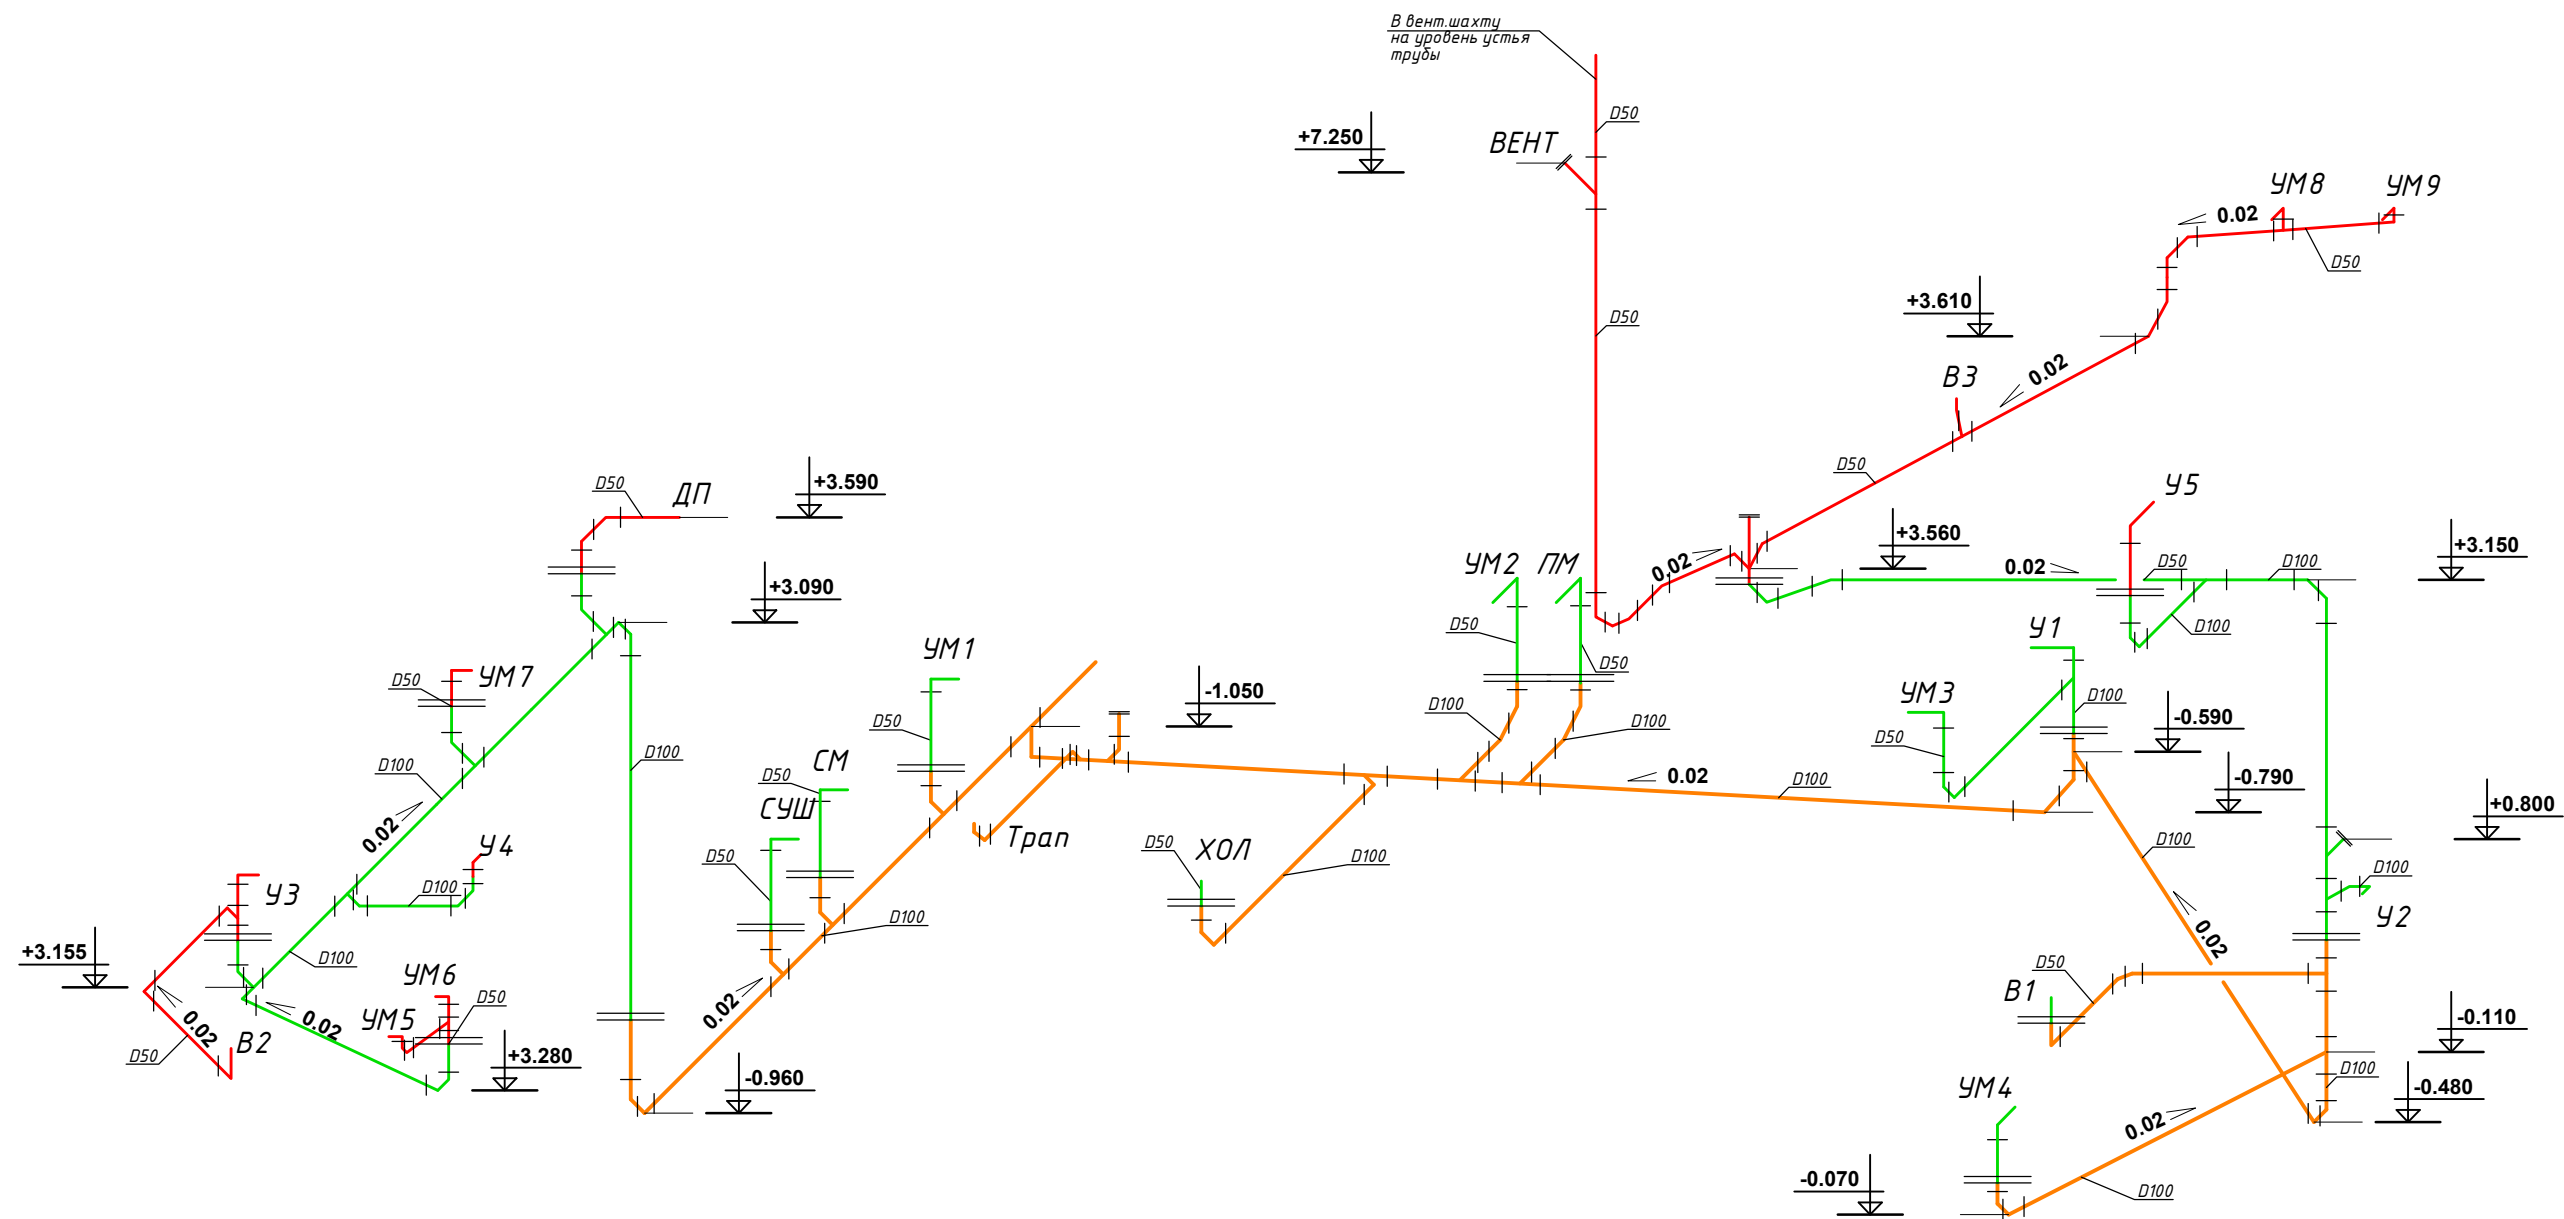 В вент.шахту
на уровень устья
трубы
D50
+7.250
ВЕНТ
УМ8
УМ9
0.02
D50
+3.610
D50
0.02
В3
D50
У5
D50
ДП
+3.590
+3.560
+3.150
УМ2
ПМ
0.02
0.02
D50
D100
+3.090
D50
D50
D100
У1
УМ1
УМ7
D50
-1.050
УМ3
D100
D100
D100
-0.590
D50
D50
D100
СМ
D50
0.02
D100
-0.790
D100
СУШ
+0.800
0.02
У4
Трап
ХОЛ
D50
D100
D100
D50
D100
D100
У3
D100
У2
+3.155
D100
0.02
УМ6
D50
D50
В1
0.02
0.02
0.02
УМ5
В2
D50
-0.110
+3.280
-0.960
D100
-0.480
УМ4
0.02
-0.070
D100